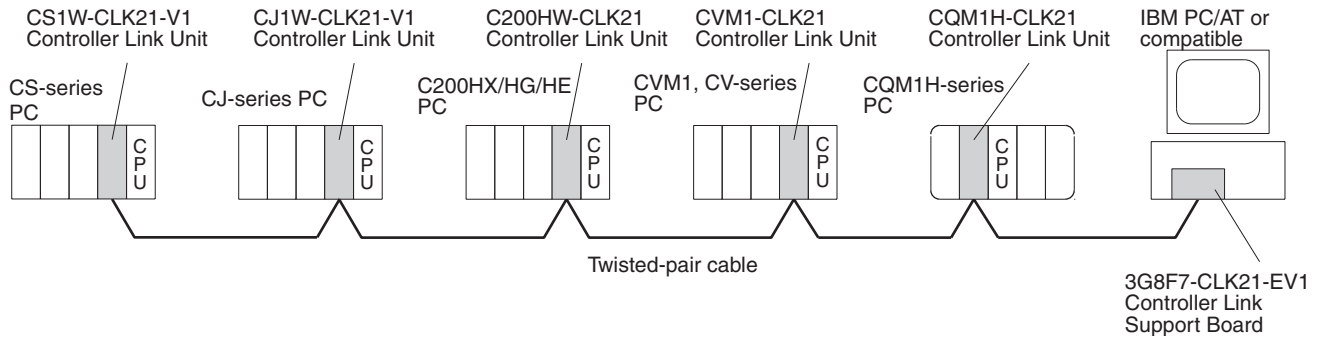 CS1W-CLK21-V1
Controller Link Unit
CJ1W-CLK21-V1
Controller Link Unit
C200HW-CLK21
Controller Link Unit
CVM1-CLK21
Controller Link Unit
CQM1H-CLK21
Controller Link Unit
IBM PC/AT or
compatible
CS-series
PC
CJ-series PC
C200HX/HG/HE
PC
CVM1, CV-series
PC
CQM1H-series
PC
CPU
CPU
CPU
CPU
CPU
Twisted-pair cable
3G8F7-CLK21-EV1
Controller Link
Support Board